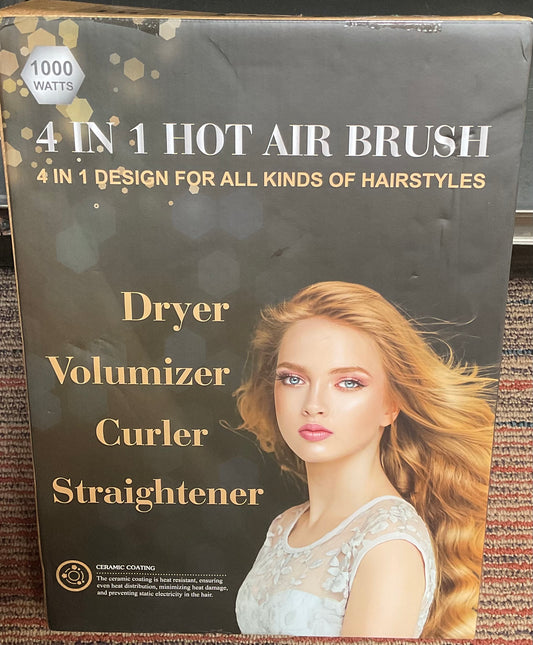 1000
WATTS
4 IN 1 HOT AIR BRUSH
4 IN 1 DESIGN FOR ALL KINDS OF HAIRSTYLES
Dryer
Volumizer
Curler
Straightener
CERAMIC COATING
The ceramic coating is heat resistant, ensuring
even heat distribution, minimizing heat damage,
and preventing static electricity in the hair.